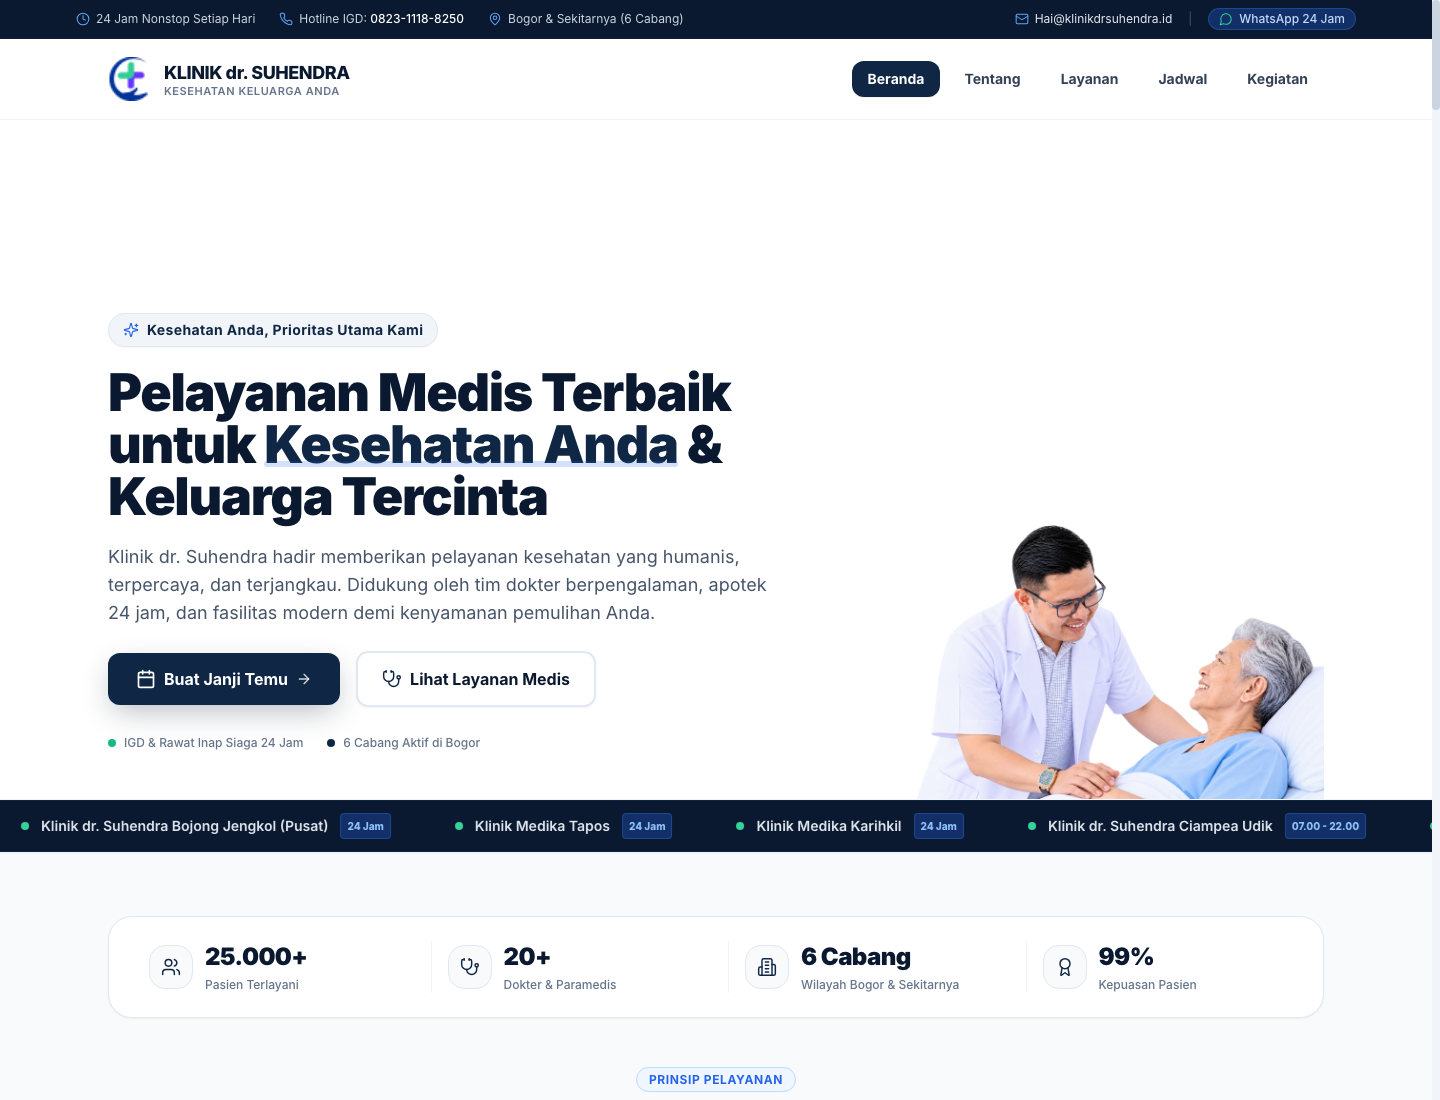 24 Jam Nonstop Setiap Hari
Hotline IGD: 0823-1118-8250
Bogor & Sekitarnya (6 Cabang)
Hai@klinikdrsuhendra.id
WhatsApp 24 Jam
KLINIK dr. SUHENDRA
KESEHATAN KELUARGA ANDA
Beranda
Tentang
Layanan
Jadwal
Kegiatan
Kesehatan Anda, Prioritas Utama Kami
Pelayanan Medis Terbaik
untuk Kesehatan Anda &
Keluarga Tercinta
Klinik dr. Suhendra hadir memberikan pelayanan kesehatan yang humanis,
terpercaya, dan terjangkau. Didukung oleh tim dokter berpengalaman, apotek
24 jam, dan fasilitas modern demi kenyamanan pemulihan Anda.
Buat Janji Temu
Lihat Layanan Medis
IGD & Rawat Inap Siaga 24 Jam
6 Cabang Aktif di Bogor
Klinik dr. Suhendra Bojong Jengkol (Pusat) 24 Jam
Klinik Medika Tapos 24 Jam
Klinik Medika Karihkil 24 Jam
Klinik dr. Suhendra Ciampea Udik 07.00 - 22.00
25.000+
Pasien Terlayani
20+
Dokter & Paramedis
6 Cabang
Wilayah Bogor & Sekitarnya
99%
Kepuasan Pasien
PRINSIP PELAYANAN